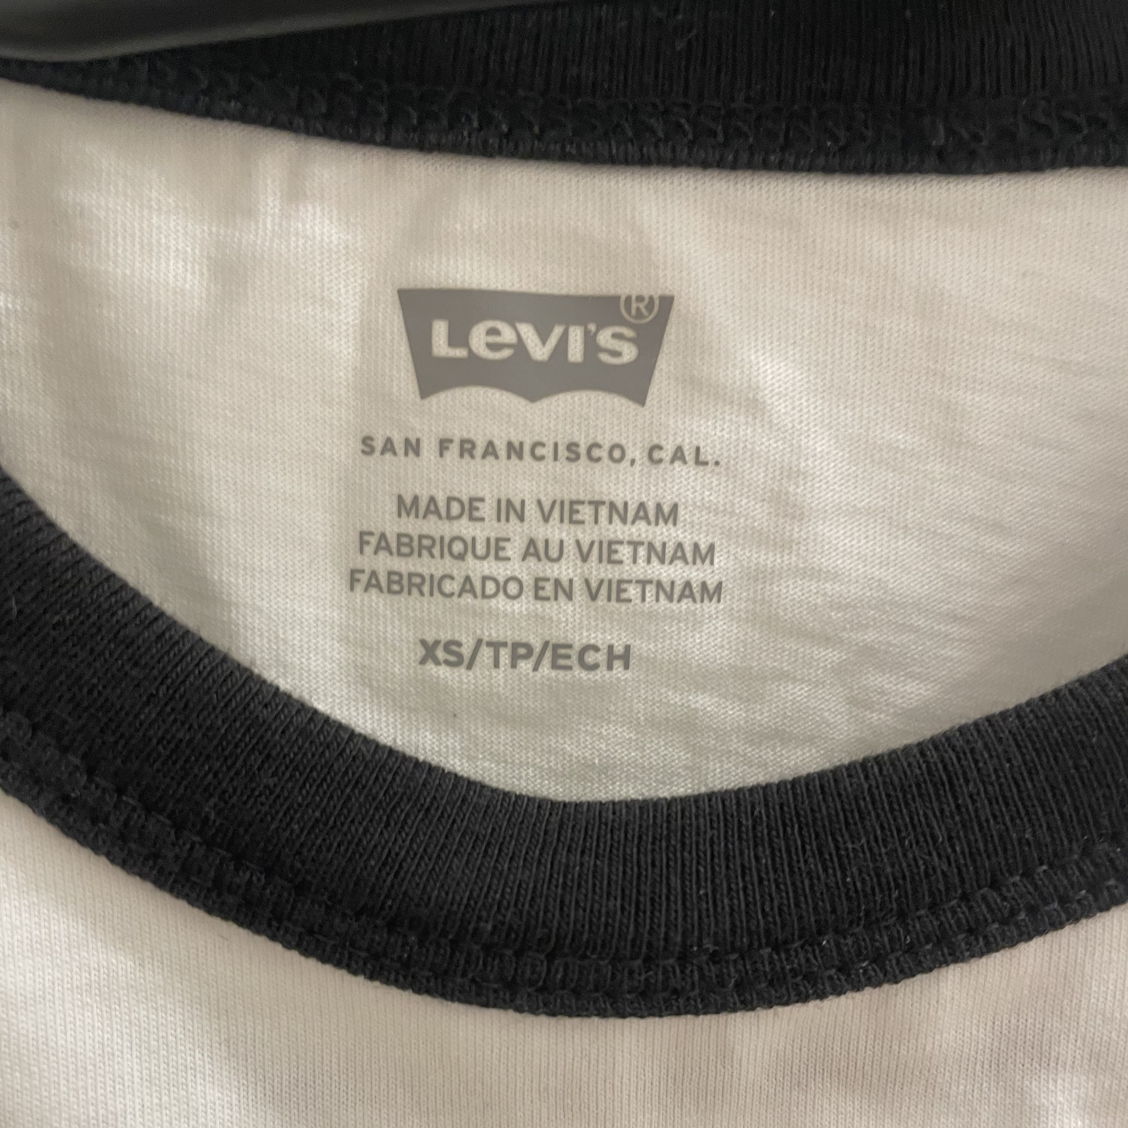 LEVI'S®
SAN FRANCISCO, CAL.
MADE IN VIETNAM
FABRIQUE AU VIETNAM
FABRICADO EN VIETNAM
XS/TP/ECH